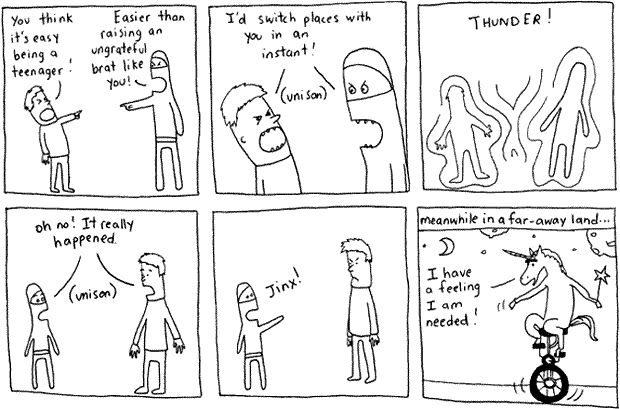 You think
it's easy
being a
teenager!
Easier than
raising an
ungrateful
brat like
you!
I'd switch places with
you in an
instant!
(unison)
THUNDER!
oh no! It really
happened.
(unison)
Jinx!
meanwhile in a far-away land...
I have
a feeling
I am
needed!